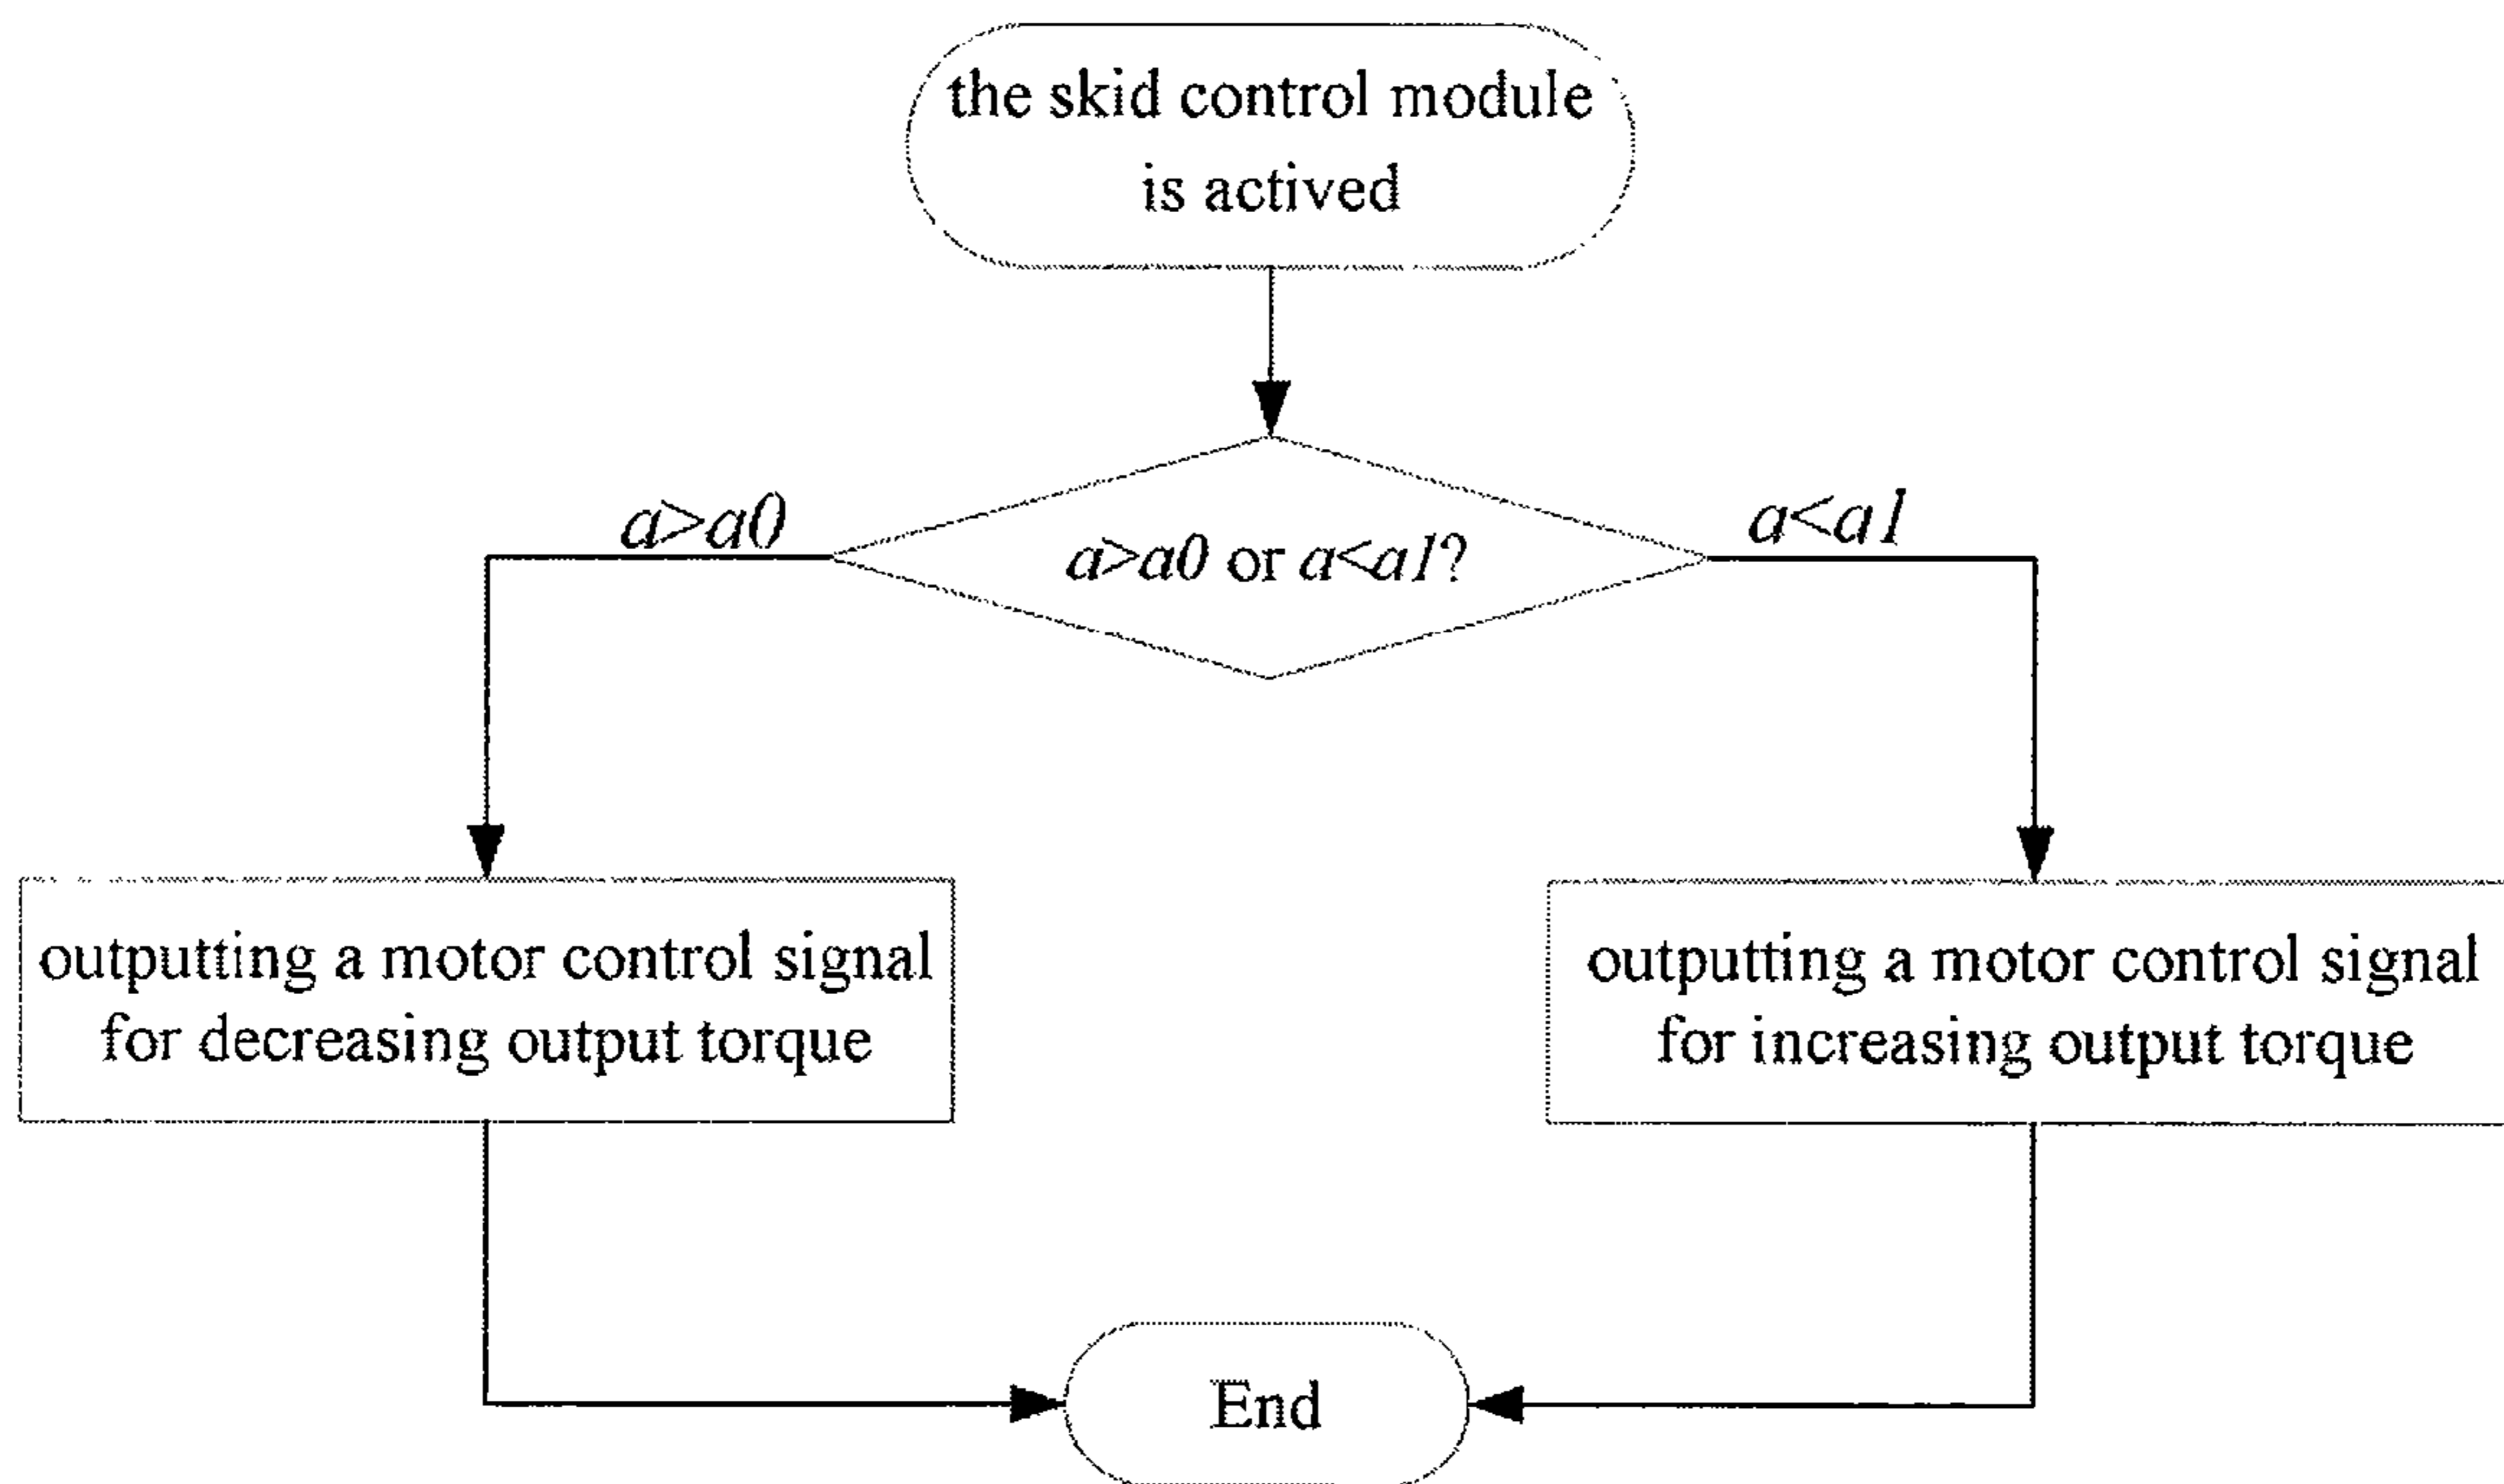 the skid control module
is actived
a>a0
a<a1
a>a0 or a<a1?
outputting a motor control signal
for decreasing output torque
outputting a motor control signal
for increasing output torque
End